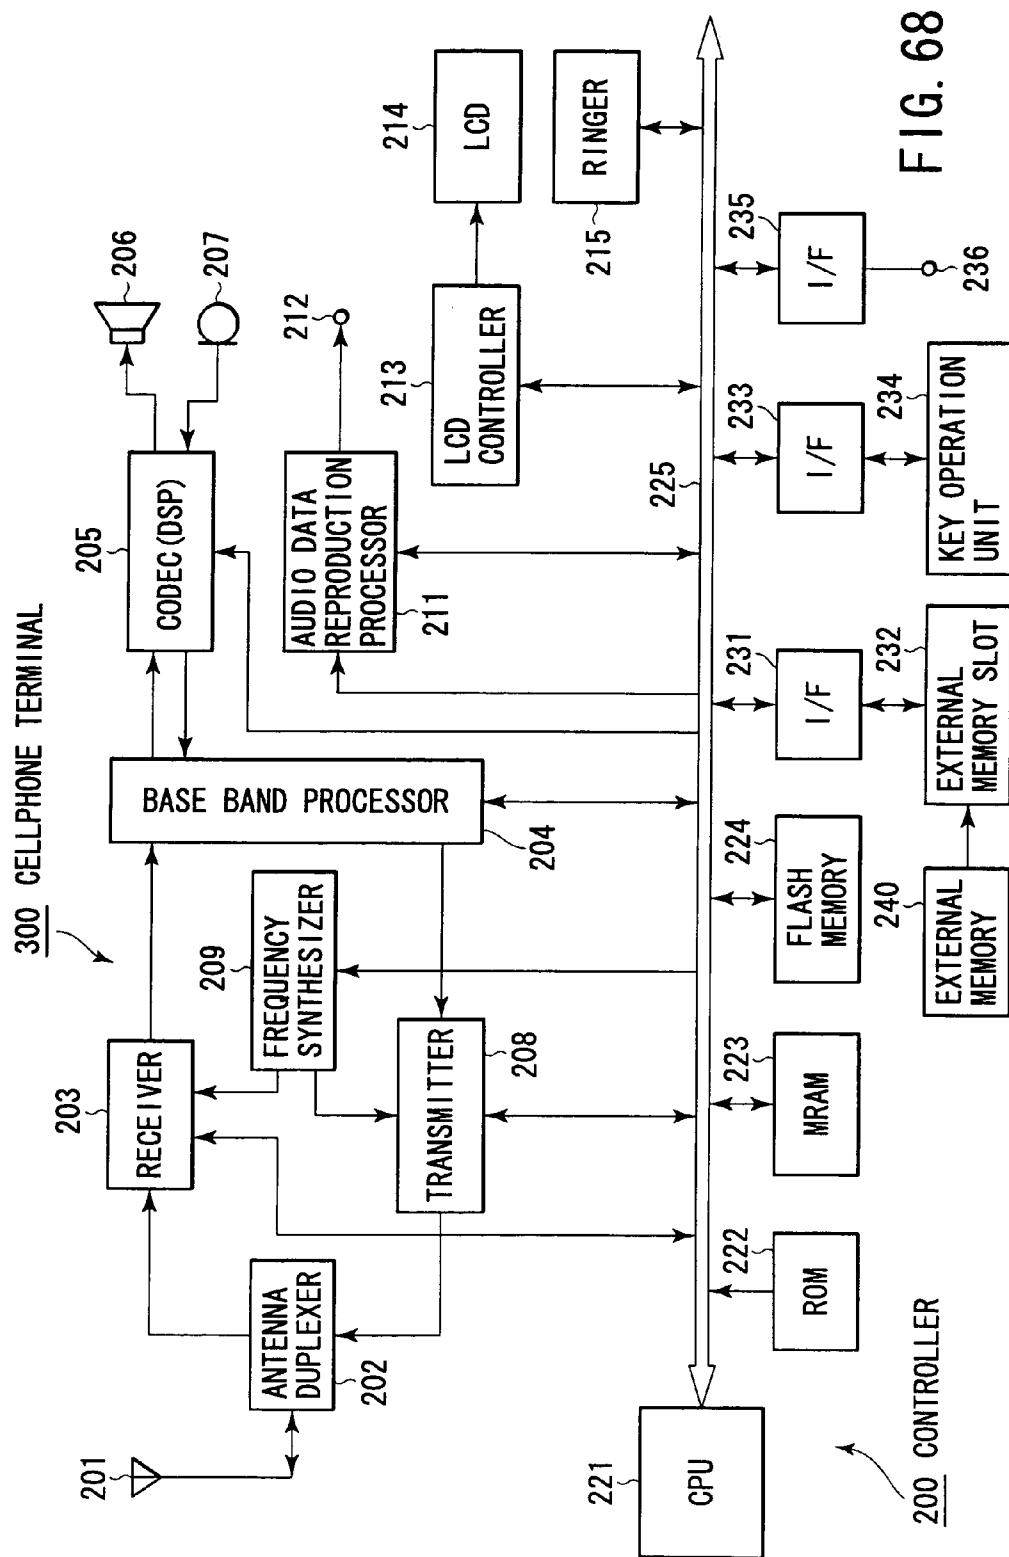 300 CELLPHONE TERMINAL
201
ANTENNA
DUPLEXER
202
203
RECEIVER
209
FREQUENCY
SYNTHESIZER
TRANSMITTER
208
BASE BAND PROCESSOR
204
205
CODEC(DSP)
206
207
AUDIO DATA
REPRODUCTION
PROCESSOR
211
212
213
LCD
CONTROLLER
214
LCD
RINGER
215
221
CPU
225
222
ROM
223
MRAM
224
FLASH
MEMORY
231
I/F
233
I/F
235
I/F
236
240
EXTERNAL
MEMORY
232
EXTERNAL
MEMORY SLOT
234
KEY OPERATION
UNIT
200 CONTROLLER
FIG. 68